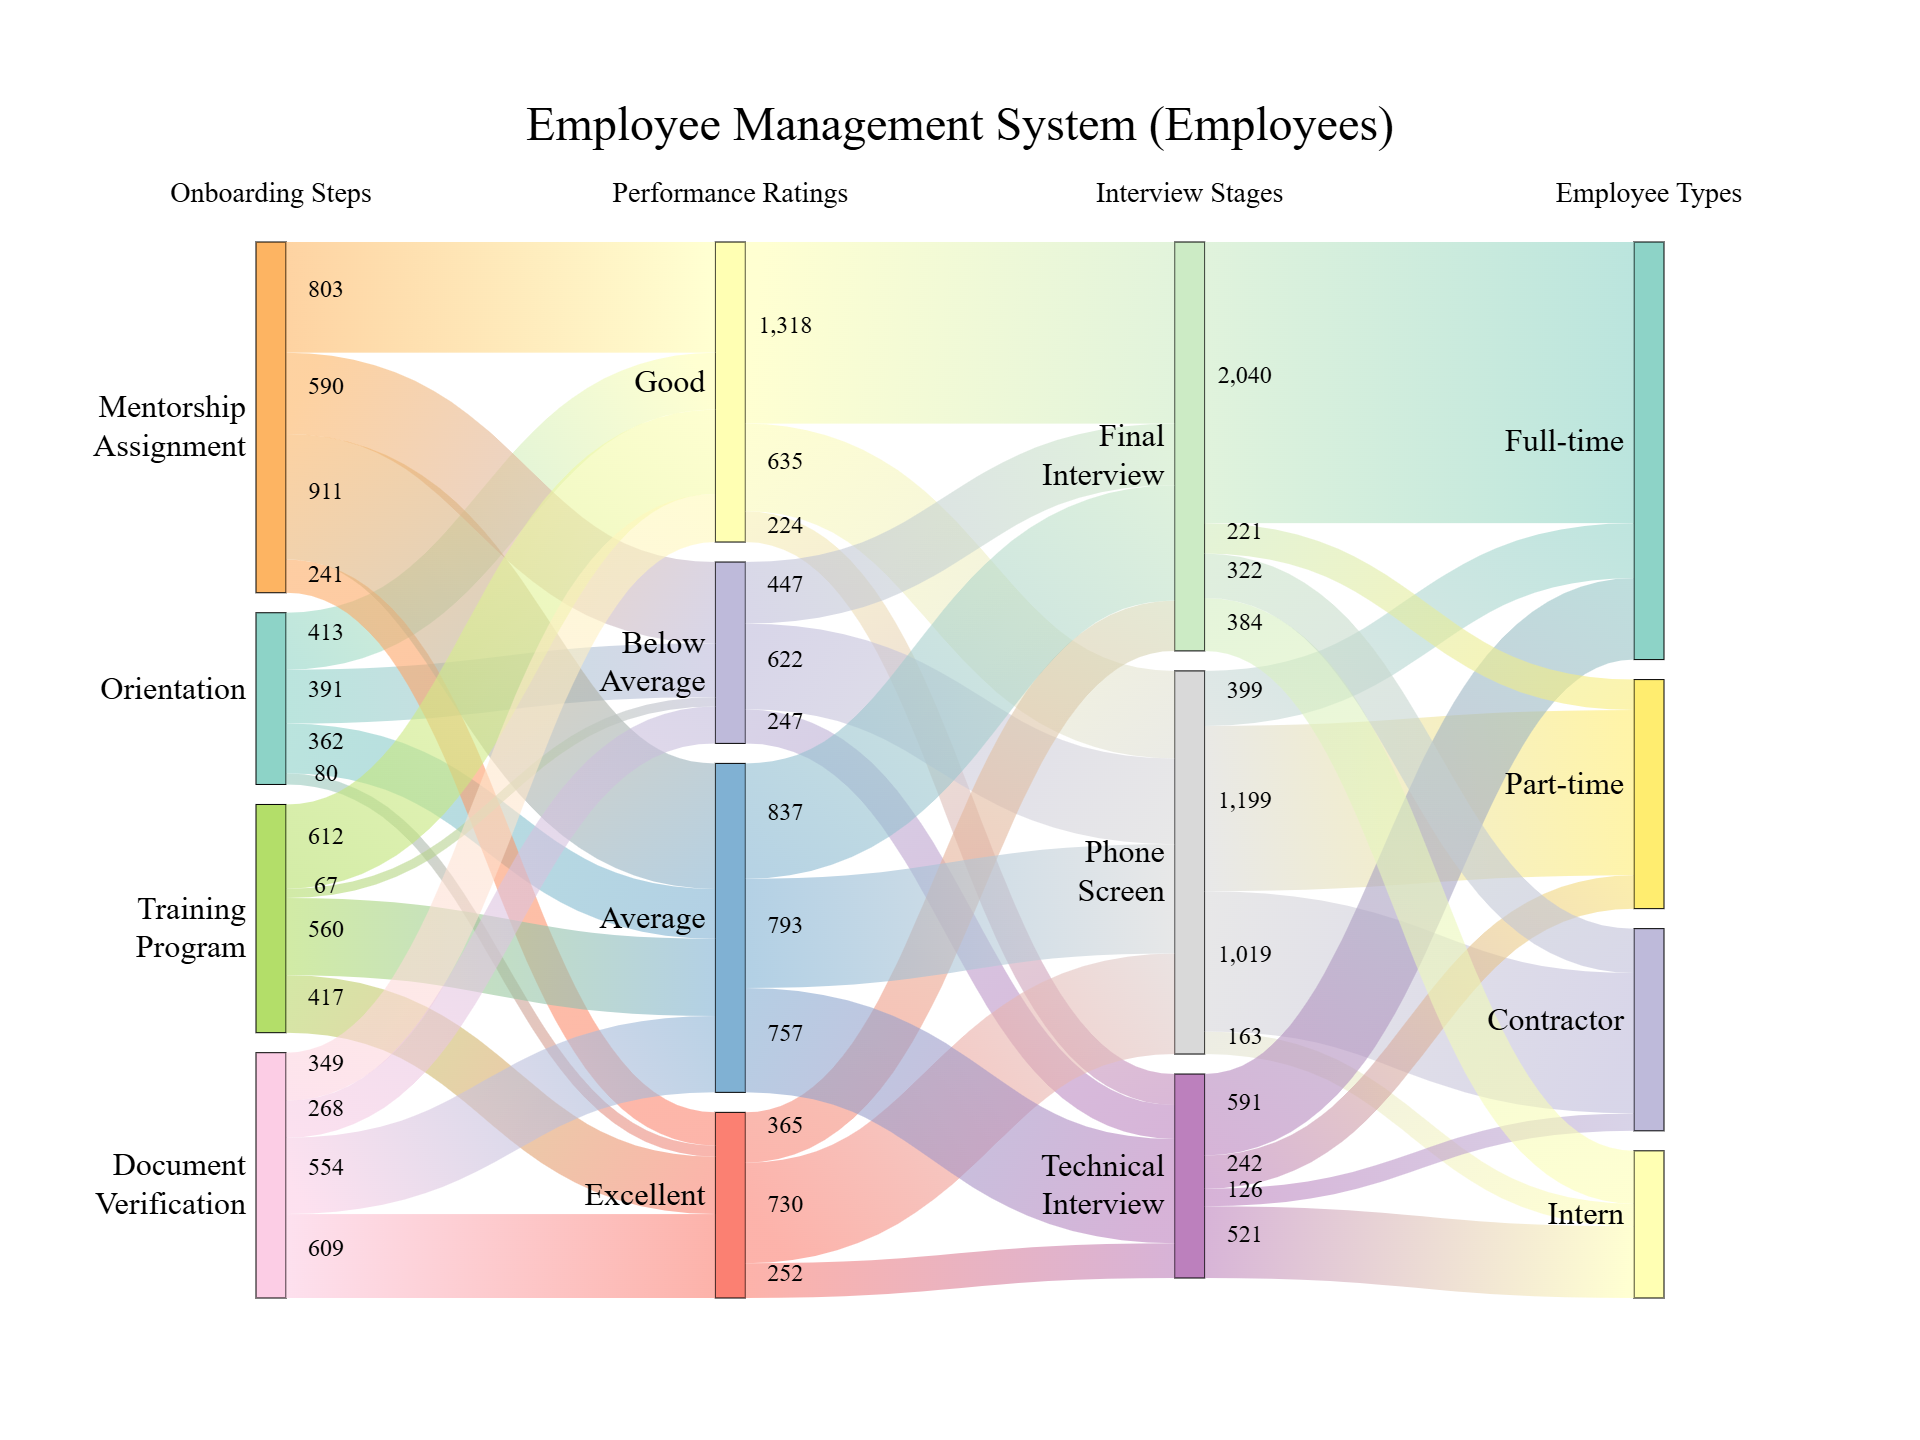 Employee Management System (Employees)
Onboarding Steps
Performance Ratings
Interview Stages
Employee Types
Mentorship
Assignment
Orientation
Training
Program
Document
Verification
803
590
911
241
413
391
362
80
612
67
560
417
349
268
554
609
Good
Below
Average
Average
Excellent
1,318
635
224
447
622
247
837
793
757
365
730
252
Final
Interview
Phone
Screen
Technical
Interview
2,040
221
322
384
399
1,199
1,019
163
591
242
126
521
Full-time
Part-time
Contractor
Intern